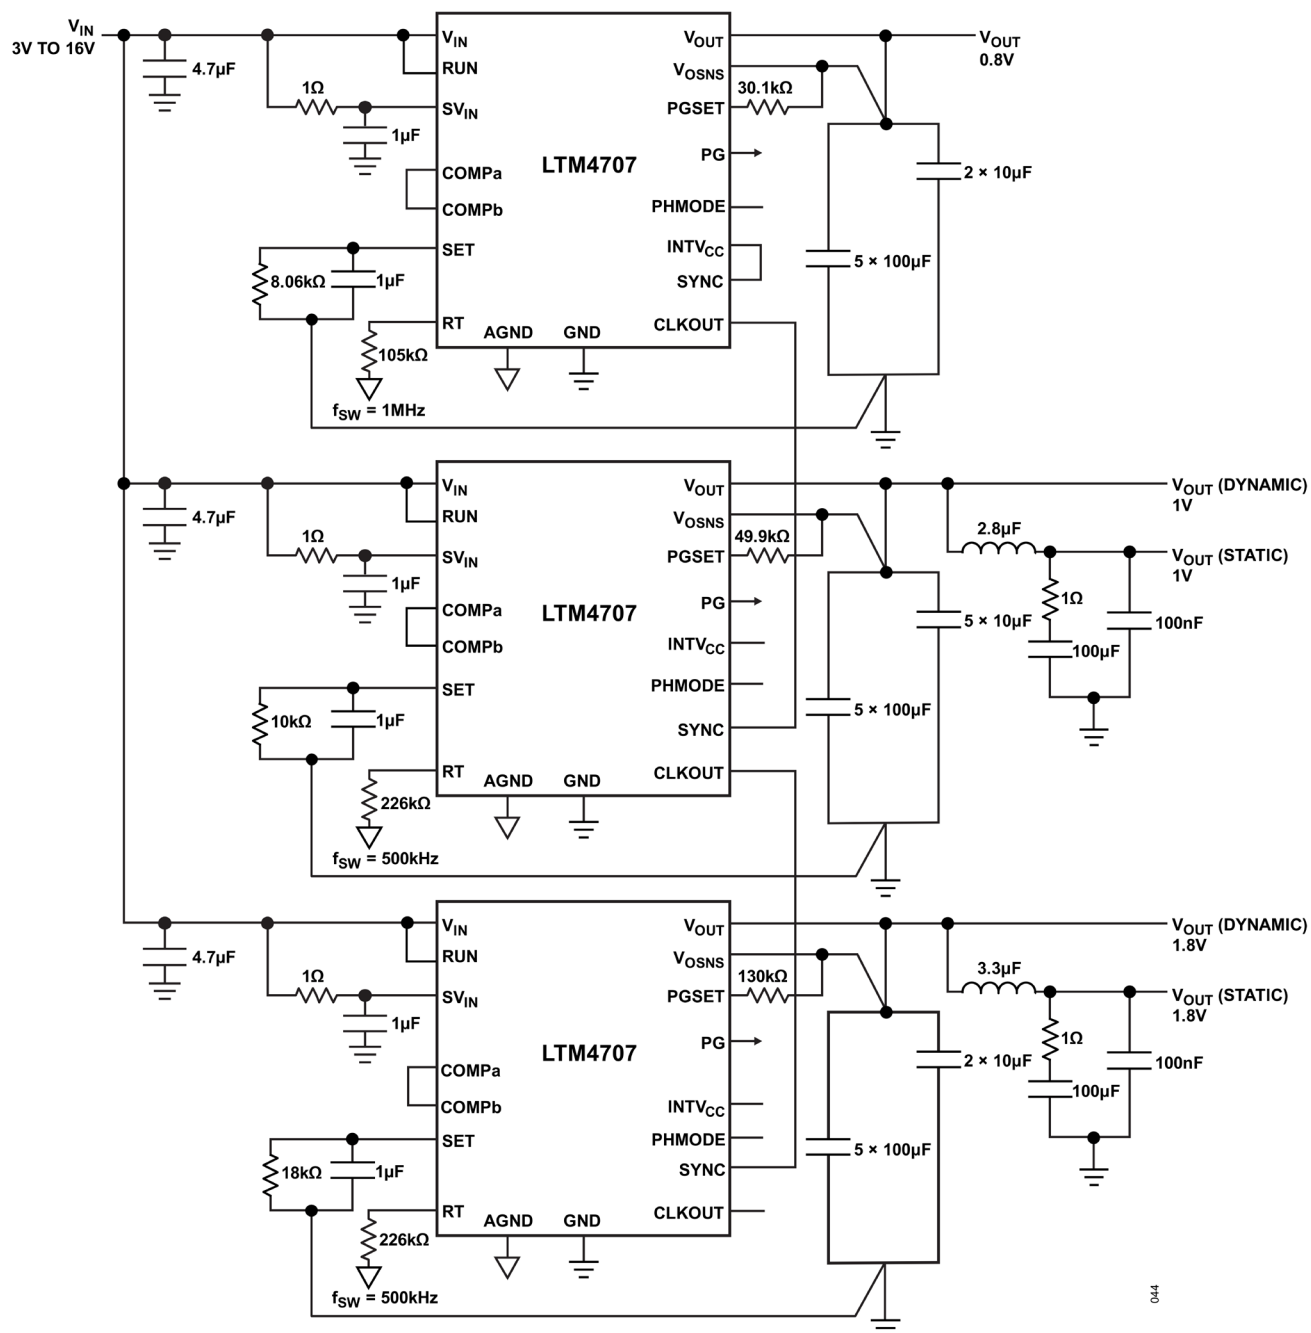 VIN
3V TO 16V
4.7µF
1Ω
1µF
8.06kΩ
1µF
105kΩ
fSW = 1MHz
VIN
RUN
SVIN
COMPa
COMPb
SET
RT
AGND
GND
LTM4707
VOUT
VOSNS
PGSET
PG
PHMODE
INTVCC
SYNC
CLKOUT
30.1kΩ
VOUT
0.8V
2 × 10µF
5 × 100µF
4.7µF
1Ω
1µF
10kΩ
1µF
226kΩ
fSW = 500kHz
VIN
RUN
SVIN
COMPa
COMPb
SET
RT
AGND
GND
LTM4707
VOUT
VOSNS
PGSET
PG
INTVCC
PHMODE
SYNC
CLKOUT
49.9kΩ
5 × 10µF
5 × 100µF
VOUT (DYNAMIC)
1V
2.8µF
VOUT (STATIC)
1V
1Ω
100µF
100nF
4.7µF
1Ω
1µF
18kΩ
1µF
226kΩ
fSW = 500kHz
VIN
RUN
SVIN
COMPa
COMPb
SET
RT
AGND
GND
LTM4707
VOUT
VOSNS
PGSET
PG
INTVCC
PHMODE
SYNC
CLKOUT
130kΩ
2 × 10µF
5 × 100µF
VOUT (DYNAMIC)
1.8V
3.3µF
VOUT (STATIC)
1.8V
1Ω
100µF
100nF
044